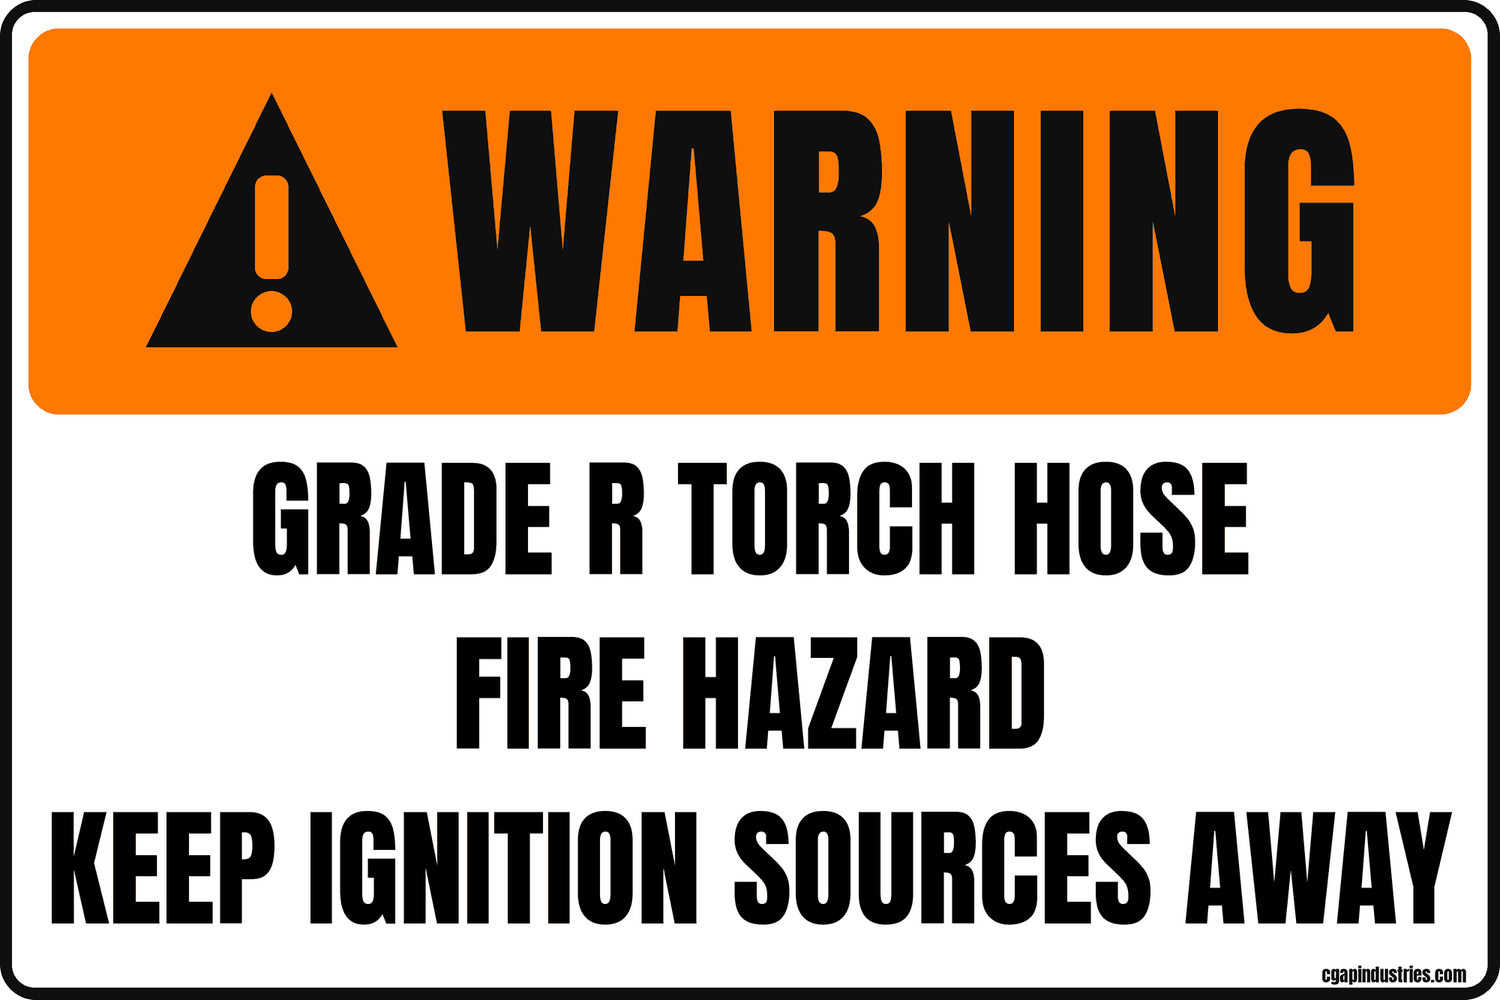 WARNING
GRADE R TORCH HOSE
FIRE HAZARD
KEEP IGNITION SOURCES AWAY
cgapindustries.com